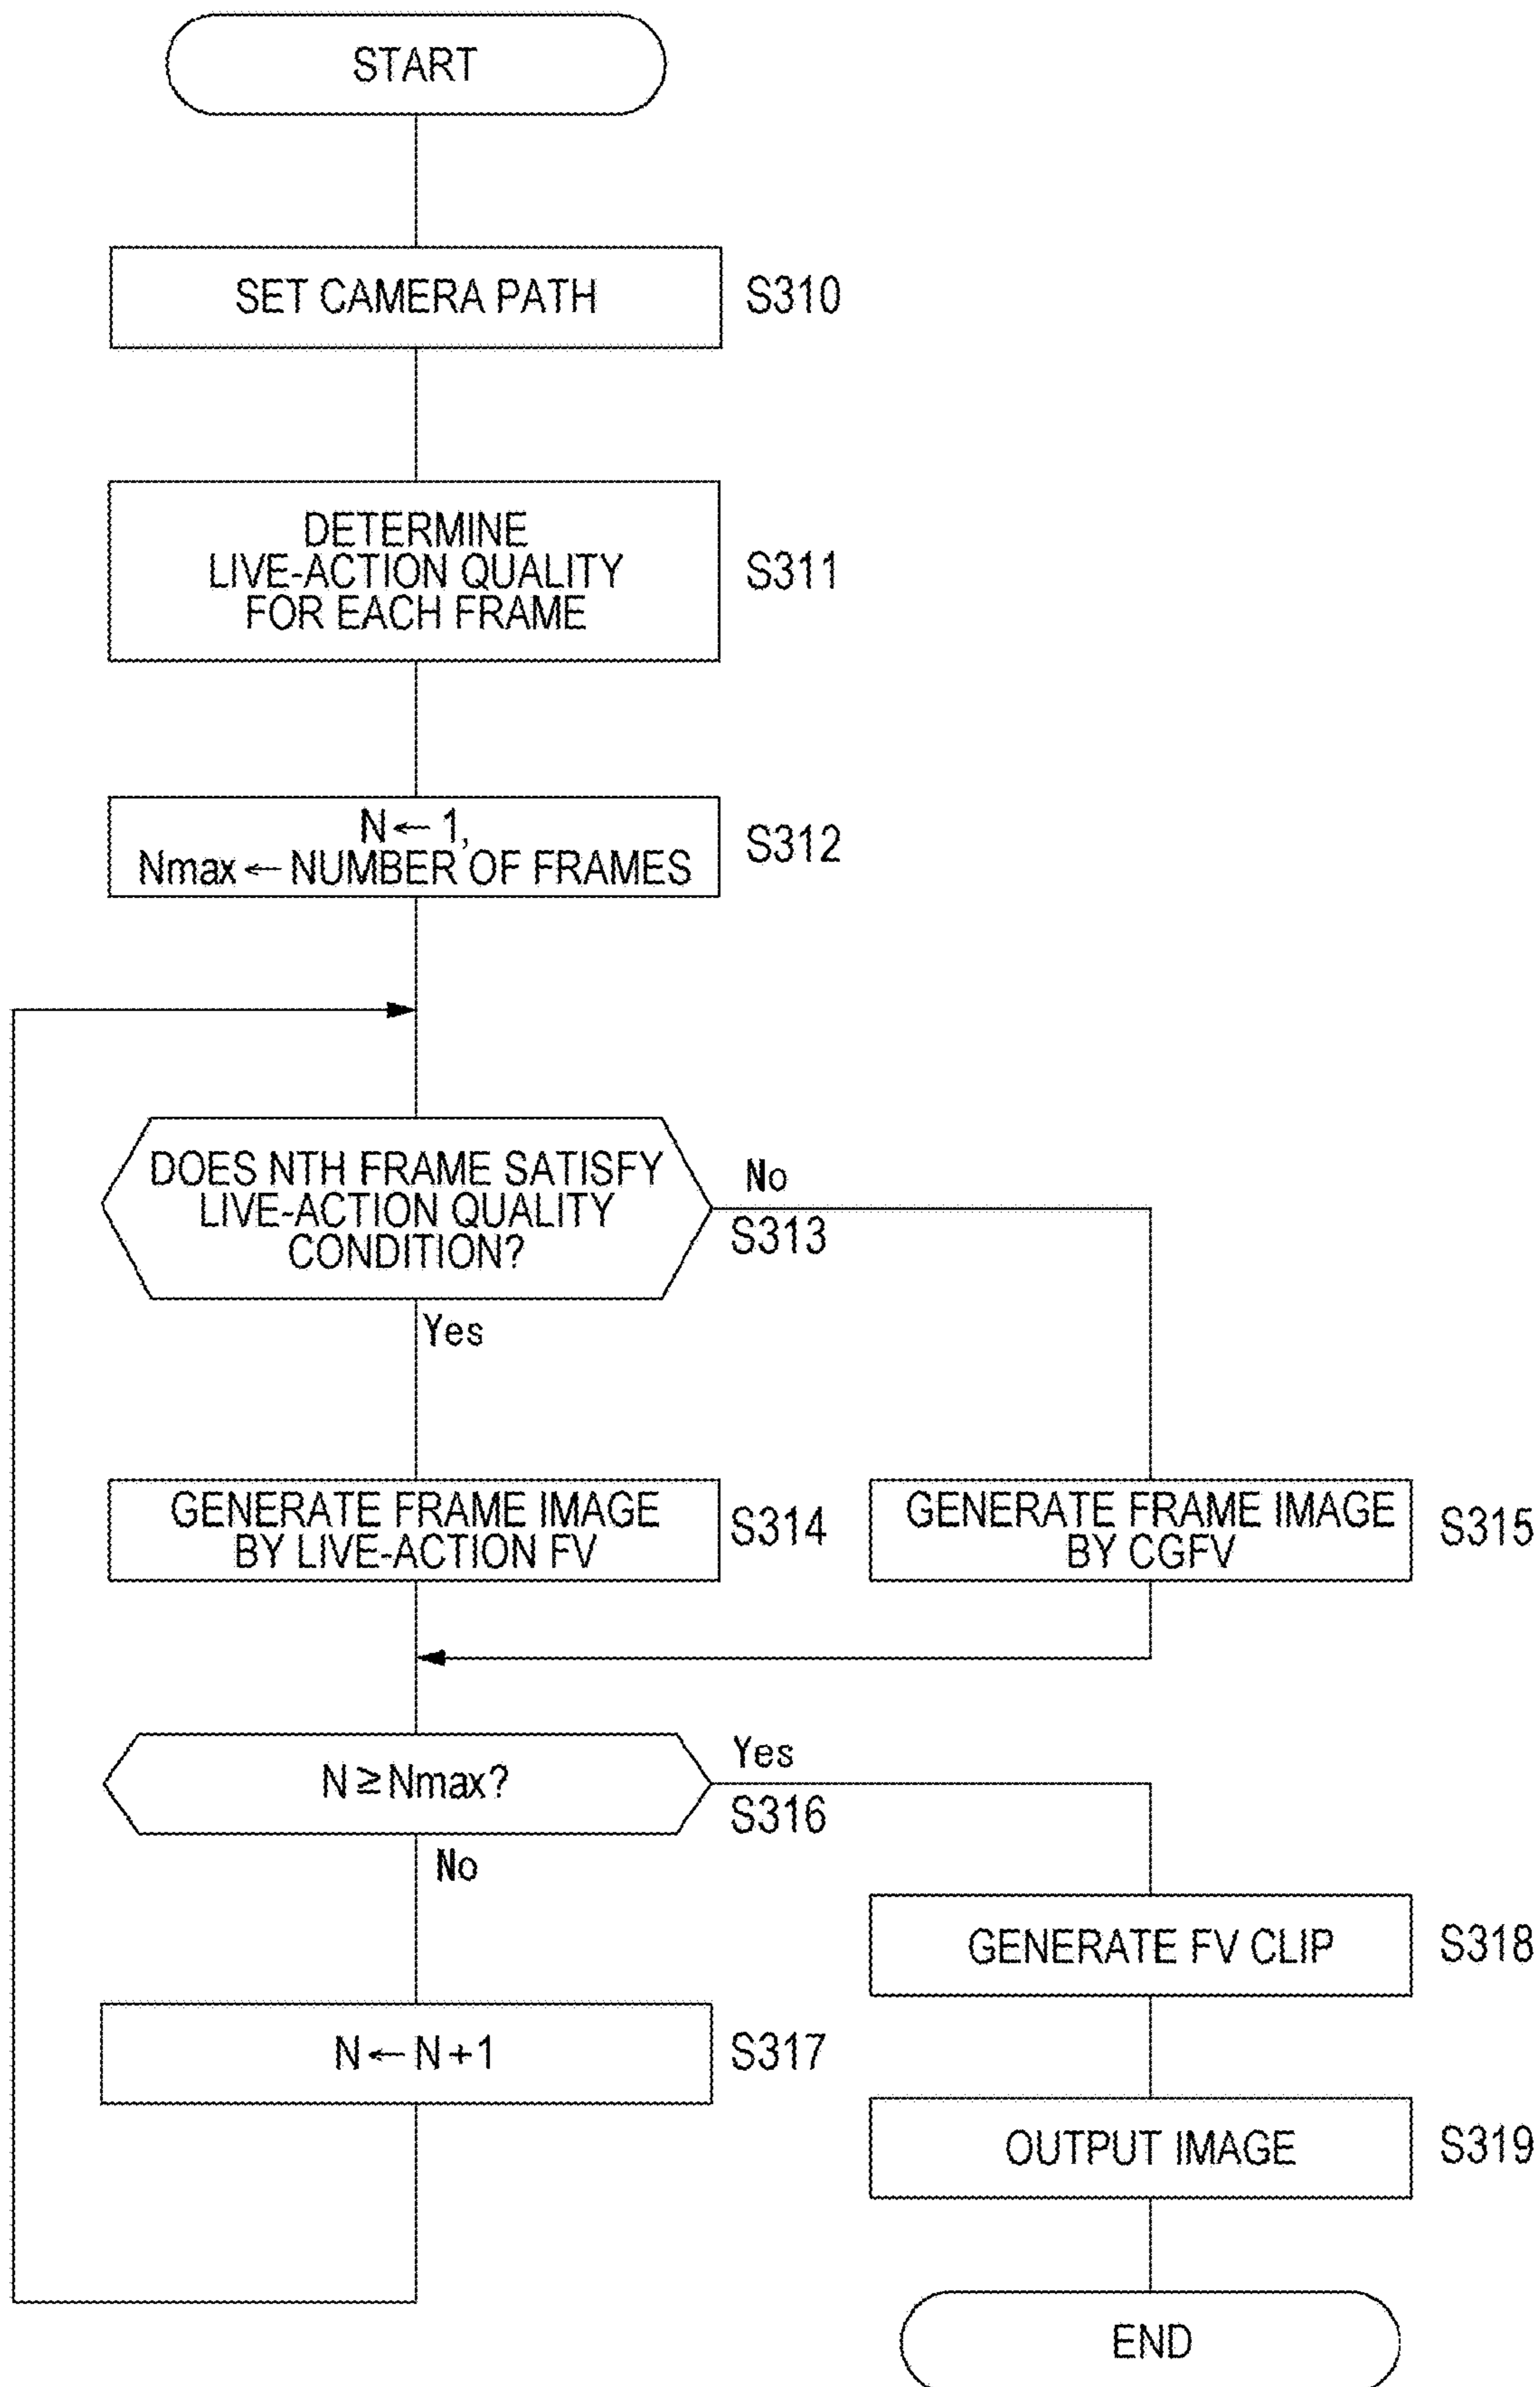 START
SET CAMERA PATH
S310
DETERMINE
LIVE-ACTION QUALITY
FOR EACH FRAME
S311
N←1,
Nmax←NUMBER OF FRAMES
S312
DOES NTH FRAME SATISFY
LIVE-ACTION QUALITY
CONDITION?
No
S313
Yes
GENERATE FRAME IMAGE
BY LIVE-ACTION FV
S314
GENERATE FRAME IMAGE
BY CGFV
S315
N≥Nmax?
Yes
S316
No
GENERATE FV CLIP
S318
N←N+1
S317
OUTPUT IMAGE
S319
END